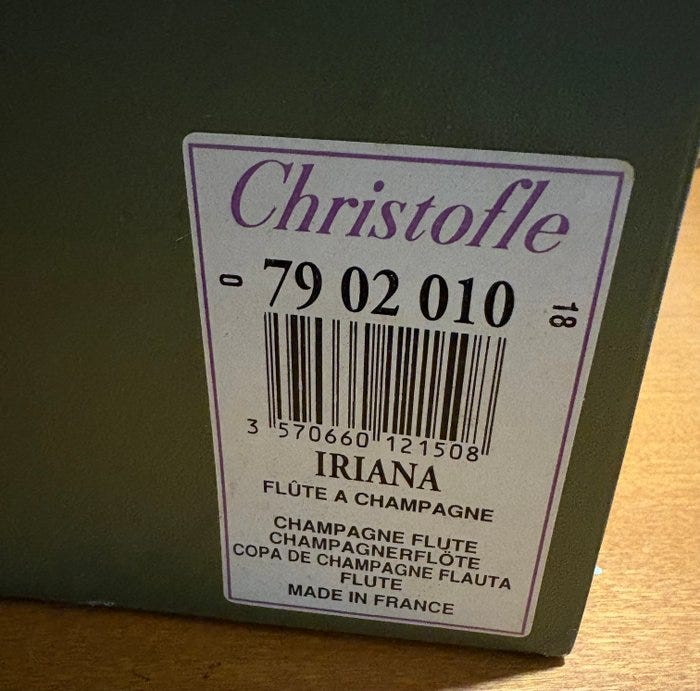 Christofle
0 79 02 010 18
3 570660 121508
IRIANA
FLÛTE A CHAMPAGNE
CHAMPAGNE FLUTE
CHAMPAGNERFLÖTE
COPA DE CHAMPAGNE FLAUTA
FLUTE
MADE IN FRANCE